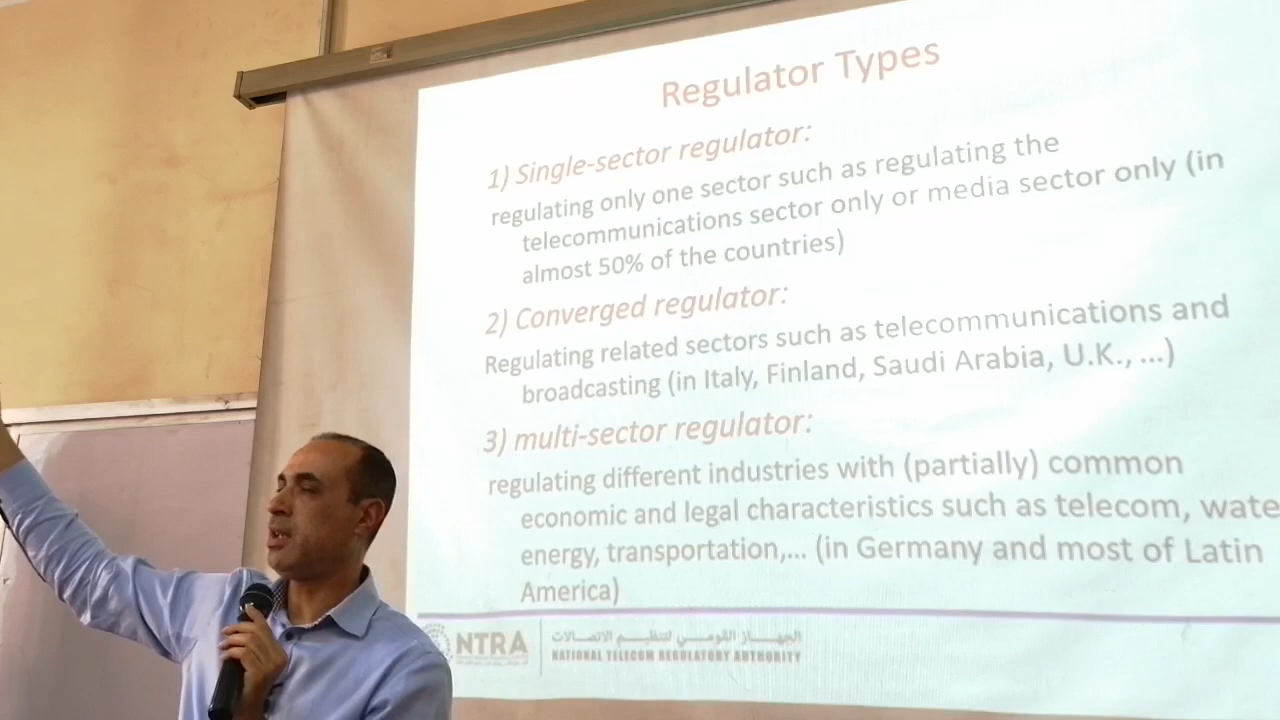 Regulator Types
1) Single-sector regulator:
regulating only one sector such as regulating the
telecommunications sector only or media sector only (in
almost 50% of the countries)
2) Converged regulator:
Regulating related sectors such as telecommunications and
broadcasting (in Italy, Finland, Saudi Arabia, U.K., ...)
3) multi-sector regulator:
regulating different industries with (partially) common
economic and legal characteristics such as telecom, wate
energy, transportation,... (in Germany and most of Latin
America)
NTRA
الجهاز القومي لتنظيم الاتصالات
NATIONAL TELECOM REGULATORY AUTHORITY